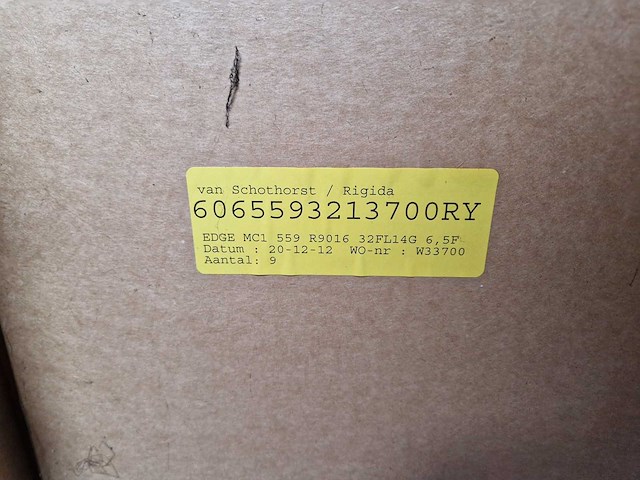 van Schothorst / Rigida
6065593213700RY
EDGE MC1 559 R9016 32FL14G 6,5F
Datum : 20-12-12 WO-nr : W33700
Aantal: 9